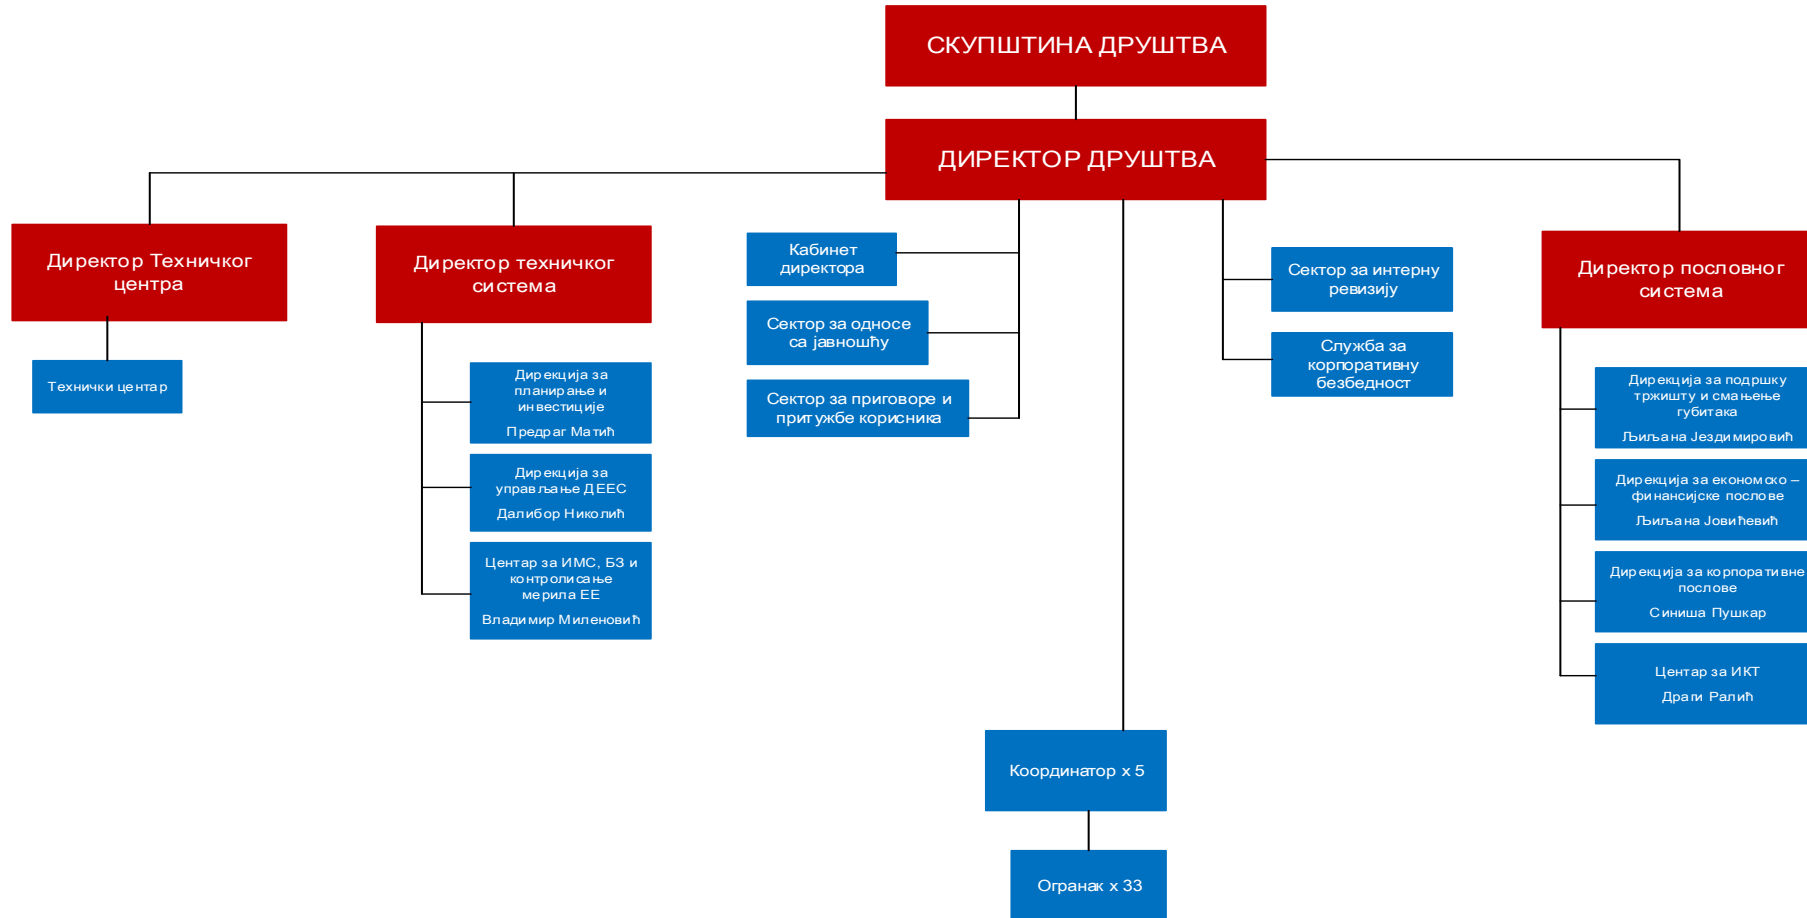 СКУПШТИНА ДРУШТВА
ДИРЕКТОР ДРУШТВА
Директор Техничког
центра
Технички центар
Директор техничког
система
Дирекција за
планирање и
инвестиције
Предраг Матић
Дирекција за
управљање ДЕЕС
Далибор Николић
Центар за ИМС, БЗ и
контролисање
мерила ЕЕ
Владимир Миленовић
Кабинет
директора
Сектор за односе
са јавношћу
Сектор за приговоре и
притужбе корисника
Сектор за интерну
ревизију
Служба за
корпоративну
безбедност
Директор пословног
система
Дирекција за подршку
тржишту и смањење
губитака
Љиљана Јездимировић
Дирекција за економско –
финансијске послове
Љиљана Јовићевић
Дирекција за корпоративне
послове
Синиша Пушкар
Центар за ИКТ
Драги Ралић
Координатор х 5
Огранак х 33